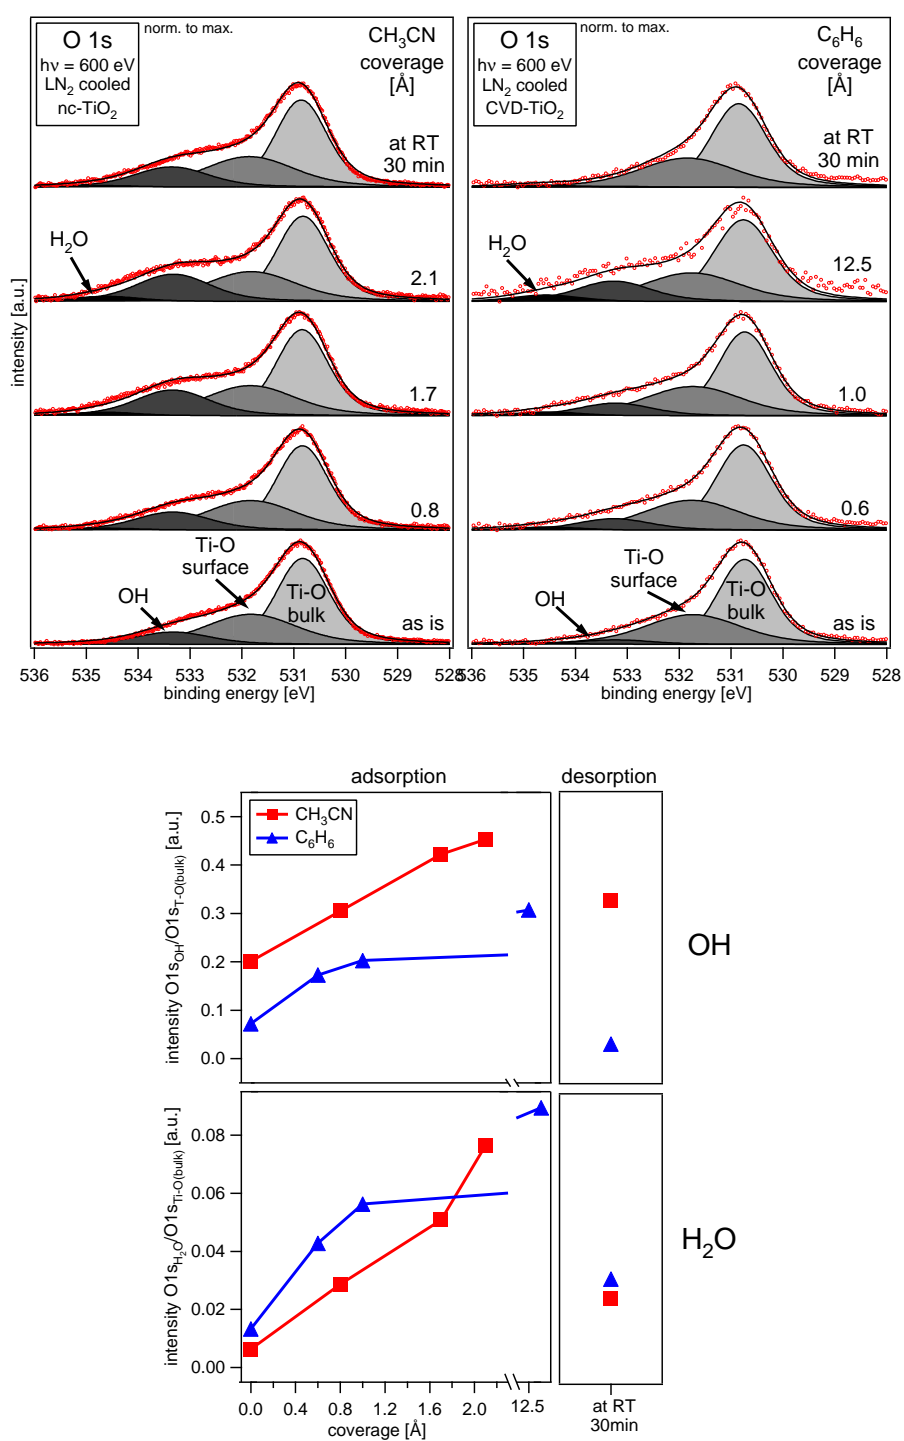 O 1s
hν = 600 eV
LN₂ cooled
nc-TiO₂
norm. to max.
CH₃CN
coverage
[Å]
at RT
30 min
H₂O
2.1
1.7
0.8
Ti-O
surface
OH
Ti-O
bulk
as is
intensity [a.u.]
536 535 534 533 532 531 530 529 528
binding energy [eV]
O 1s
hν = 600 eV
LN₂ cooled
CVD-TiO₂
norm. to max.
C₆H₆
coverage
[Å]
at RT
30 min
H₂O
12.5
1.0
0.6
Ti-O
surface
OH
Ti-O
bulk
as is
536 535 534 533 532 531 530 529 528
binding energy [eV]
adsorption desorption
CH₃CN
C₆H₆
0.5
0.4
0.3
0.2
0.1
0.0
intensity O1s_OH/O1s_T-O(bulk) [a.u.]
OH
0.08
0.06
0.04
0.02
0.00
intensity O1s_H₂O/O1s_Ti-O(bulk) [a.u.]
H₂O
0.0 0.4 0.8 1.2 1.6 2.0 12.5
coverage [Å]
at RT
30min